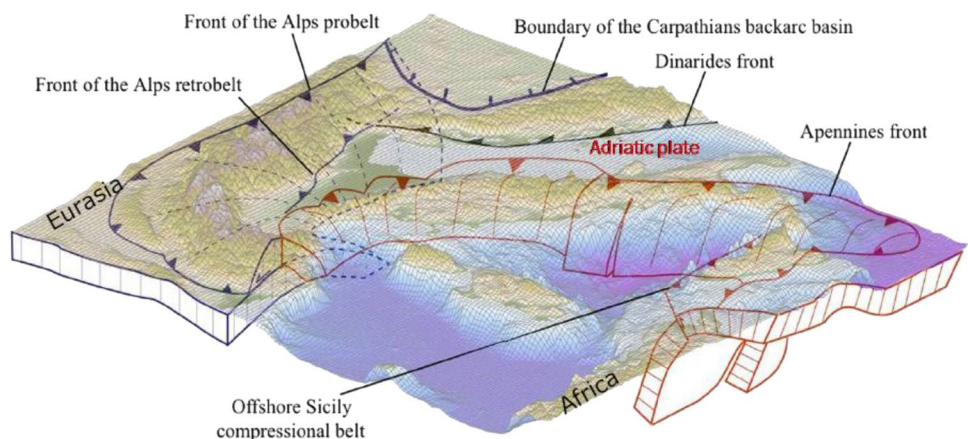 Front of the Alps probelt
Boundary of the Carpathians backarc basin
Dinarides front
Front of the Alps retrobelt
Apennines front
Adriatic plate
Eurasia
Africa
Offshore Sicily
compressional belt